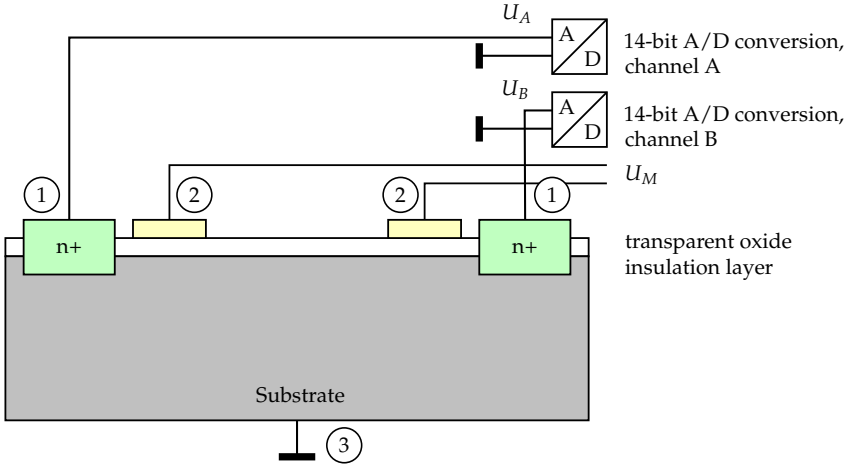 U_A
A
D
14-bit A/D conversion,
channel A
U_B
A
D
14-bit A/D conversion,
channel B
U_M
1
2
2
1
n+
n+
transparent oxide
insulation layer
Substrate
3